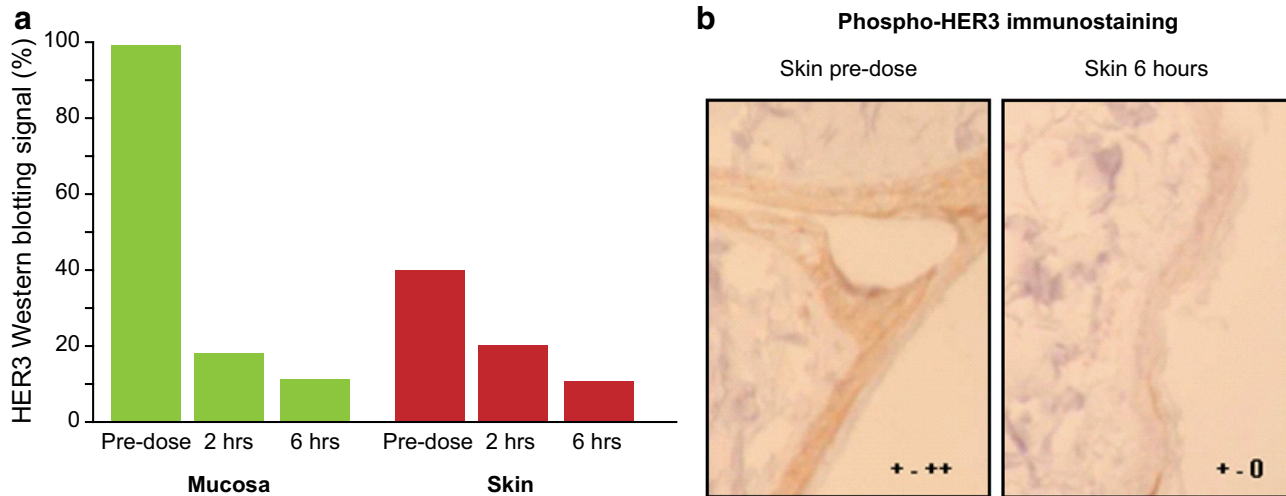 a
HER3 Western blotting signal (%)
100
80
60
40
20
0
Pre-dose 2 hrs 6 hrs
Mucosa
Pre-dose 2 hrs 6 hrs
Skin
b
Phospho-HER3 immunostaining
Skin pre-dose
Skin 6 hours
+ - ++
+ - 0